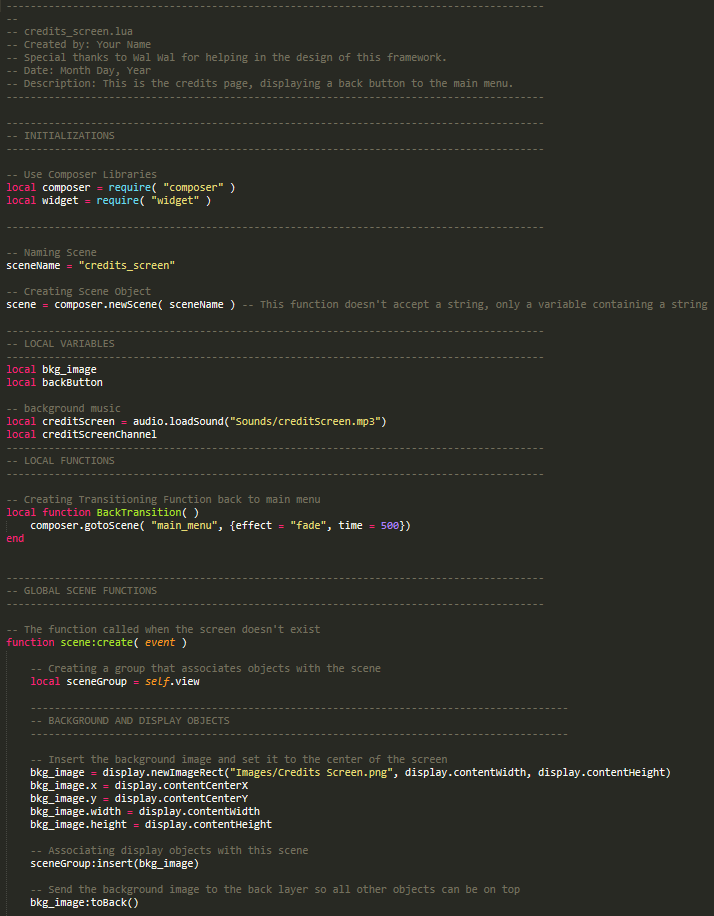 -----------------------------------------------------------------------------------------
--
-- credits_screen.lua
-- Created by: Your Name
-- Special thanks to Wal Wal for helping in the design of this framework.
-- Date: Month Day, Year
-- Description: This is the credits page, displaying a back button to the main menu.
-----------------------------------------------------------------------------------------

-----------------------------------------------------------------------------------------
-- INITIALIZATIONS
-----------------------------------------------------------------------------------------

-- Use Composer Libraries
local composer = require( "composer" )
local widget = require( "widget" )

-----------------------------------------------------------------------------------------

-- Naming Scene
sceneName = "credits_screen"

-- Creating Scene Object
scene = composer.newScene( sceneName ) -- This function doesn't accept a string, only a variable containing a string

-----------------------------------------------------------------------------------------
-- LOCAL VARIABLES
-----------------------------------------------------------------------------------------
local bkg_image
local backButton

-- background music
local creditScreen = audio.loadSound("Sounds/creditScreen.mp3")
local creditScreenChannel
-----------------------------------------------------------------------------------------
-- LOCAL FUNCTIONS
-----------------------------------------------------------------------------------------

-- Creating Transitioning Function back to main menu
local function BackTransition( )
    composer.gotoScene( "main_menu", {effect = "fade", time = 500})
end


-----------------------------------------------------------------------------------------
-- GLOBAL SCENE FUNCTIONS
-----------------------------------------------------------------------------------------

-- The function called when the screen doesn't exist
function scene:create( event )

    -- Creating a group that associates objects with the scene
    local sceneGroup = self.view

    -----------------------------------------------------------------------------------------
    -- BACKGROUND AND DISPLAY OBJECTS
    -----------------------------------------------------------------------------------------

    -- Insert the background image and set it to the center of the screen
    bkg_image = display.newImageRect("Images/Credits Screen.png", display.contentWidth, display.contentHeight)
    bkg_image.x = display.contentCenterX
    bkg_image.y = display.contentCenterY
    bkg_image.width = display.contentWidth
    bkg_image.height = display.contentHeight

    -- Associating display objects with this scene
    sceneGroup:insert(bkg_image)

    -- Send the background image to the back layer so all other objects can be on top
    bkg_image:toBack()